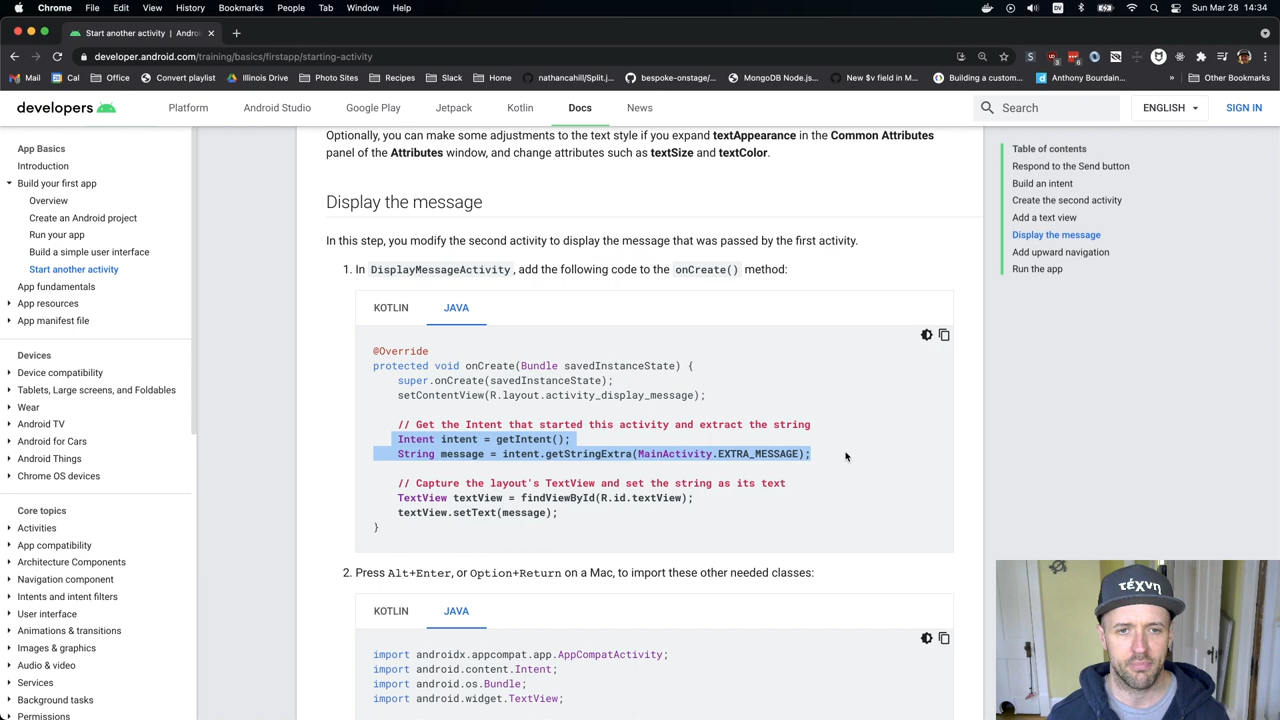 Chrome File Edit View History Bookmarks People Tab Window Help DV Sun Mar 28 14:34
Start another activity | Andro
developer.android.com/training/basics/firstapp/starting-activity
Mail Cal Office Convert playlist Illinois Drive Photo Sites Recipes Slack Home nathancahill/Split.j... bespoke-onstage/... MongoDB Node.js... New $v field in M... Building a custom... Anthony Bourdain... » Other Bookmarks
developers Platform Android Studio Google Play Jetpack Kotlin Docs News Search ENGLISH SIGN IN
App Basics
Introduction
Build your first app
Overview
Create an Android project
Run your app
Build a simple user interface
Start another activity
App fundamentals
App resources
App manifest file
Devices
Device compatibility
Tablets, Large screens, and Foldables
Wear
Android TV
Android for Cars
Android Things
Chrome OS devices
Core topics
Activities
App compatibility
Architecture Components
Navigation component
Intents and intent filters
User interface
Animations & transitions
Images & graphics
Audio & video
Services
Background tasks
Permissions
Optionally, you can make some adjustments to the text style if you expand textAppearance in the Common Attributes
panel of the Attributes window, and change attributes such as textSize and textColor.
Display the message
In this step, you modify the second activity to display the message that was passed by the first activity.
1. In DisplayMessageActivity, add the following code to the onCreate() method:
KOTLIN JAVA
@Override
protected void onCreate(Bundle savedInstanceState) {
super.onCreate(savedInstanceState);
setContentView(R.layout.activity_display_message);
// Get the Intent that started this activity and extract the string
Intent intent = getIntent();
String message = intent.getStringExtra(MainActivity.EXTRA_MESSAGE);
// Capture the layout's TextView and set the string as its text
TextView textView = findViewById(R.id.textView);
textView.setText(message);
}
2. Press Alt+Enter, or Option+Return on a Mac, to import these other needed classes:
KOTLIN JAVA
import androidx.appcompat.app.AppCompatActivity;
import android.content.Intent;
import android.os.Bundle;
import android.widget.TextView;
Table of contents
Respond to the Send button
Build an intent
Create the second activity
Add a text view
Display the message
Add upward navigation
Run the app
τέχνη